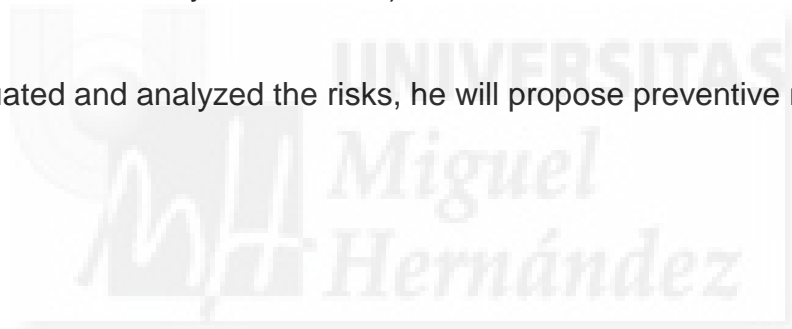 uated and analyzed the risks, he will propose preventive
UNIVERSITAS
Miguel
Hernández